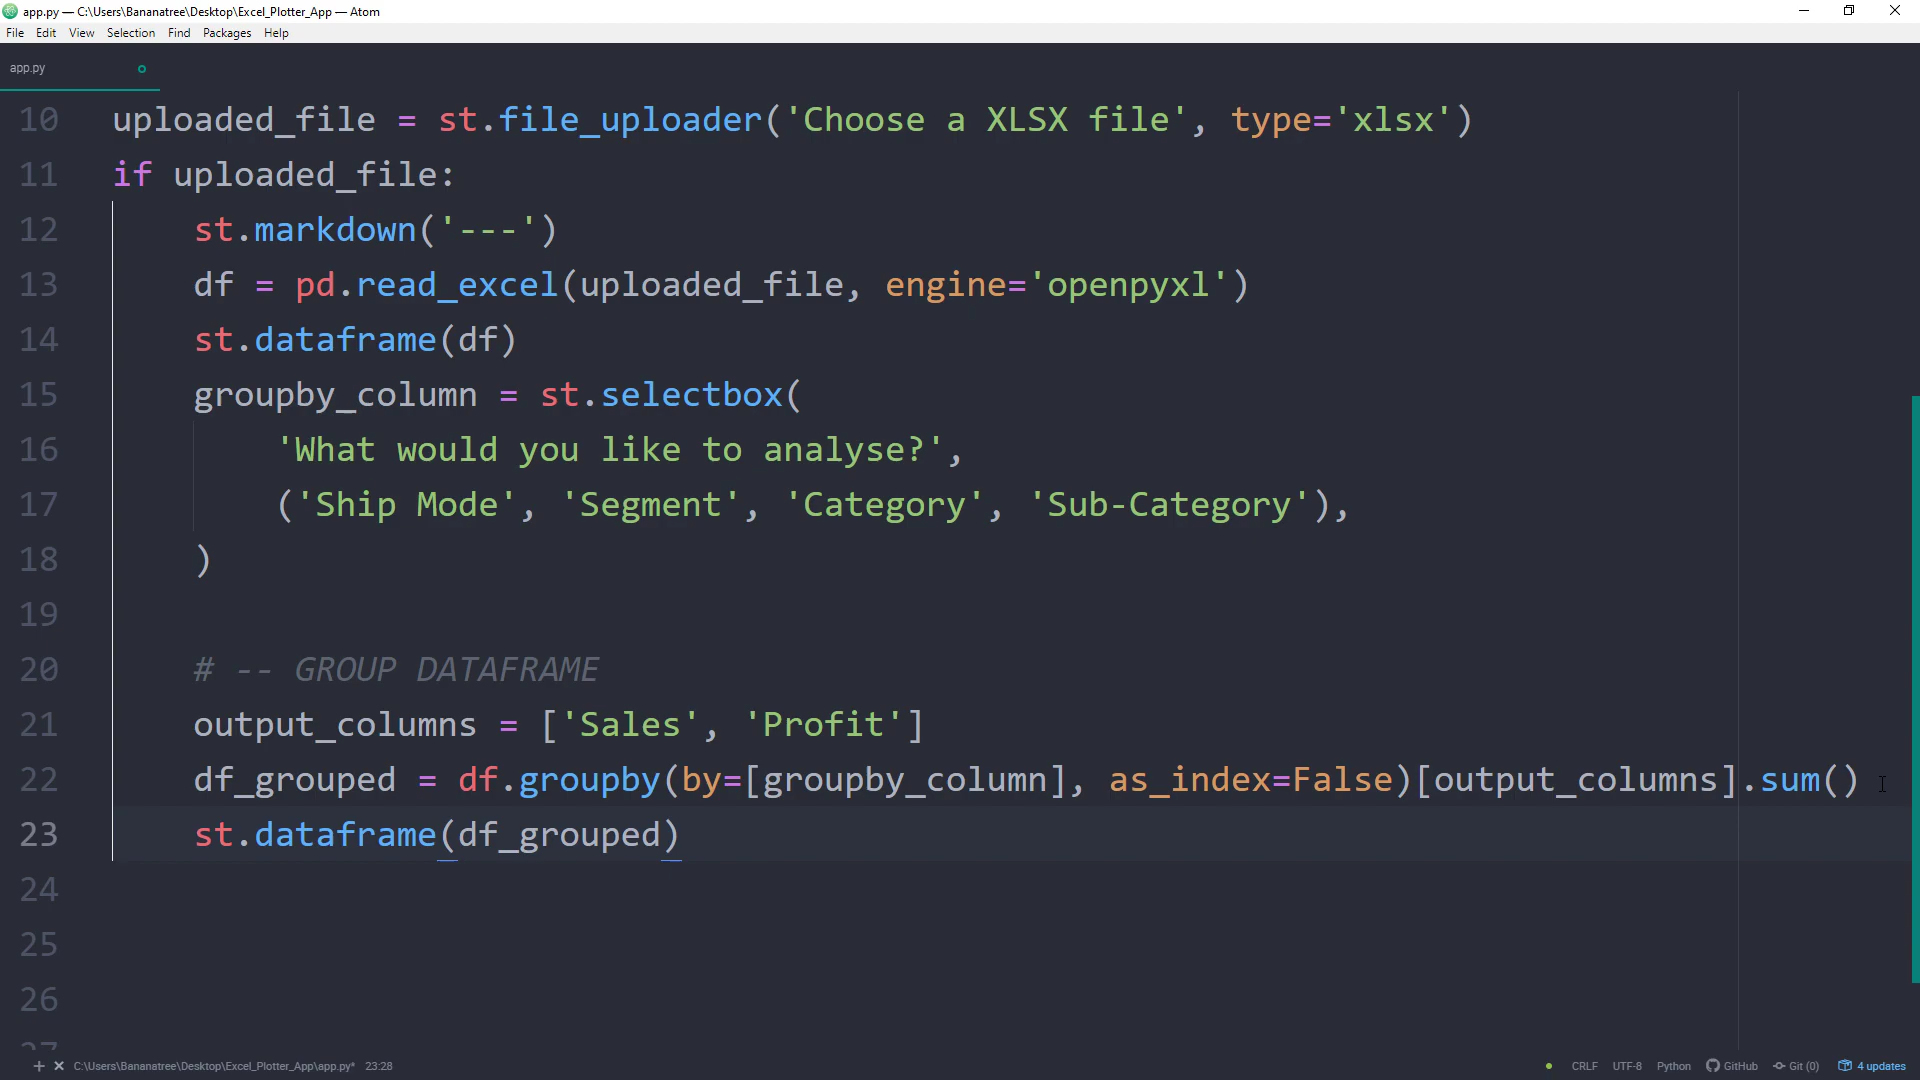 app.py — C:\Users\Bananatree\Desktop\Excel_Plotter_App — Atom
File Edit View Selection Find Packages Help
app.py
10 uploaded_file = st.file_uploader('Choose a XLSX file', type='xlsx')
11 if uploaded_file:
12 st.markdown('---')
13 df = pd.read_excel(uploaded_file, engine='openpyxl')
14 st.dataframe(df)
15 groupby_column = st.selectbox(
16 'What would you like to analyse?',
17 ('Ship Mode', 'Segment', 'Category', 'Sub-Category'),
18 )
19
20 # -- GROUP DATAFRAME
21 output_columns = ['Sales', 'Profit']
22 df_grouped = df.groupby(by=[groupby_column], as_index=False)[output_columns].sum()
23 st.dataframe(df_grouped)
24
25
26
27
C:\Users\Bananatree\Desktop\Excel_Plotter_App\app.py* 23:28 CRLF UTF-8 Python GitHub Git (0) 4 updates